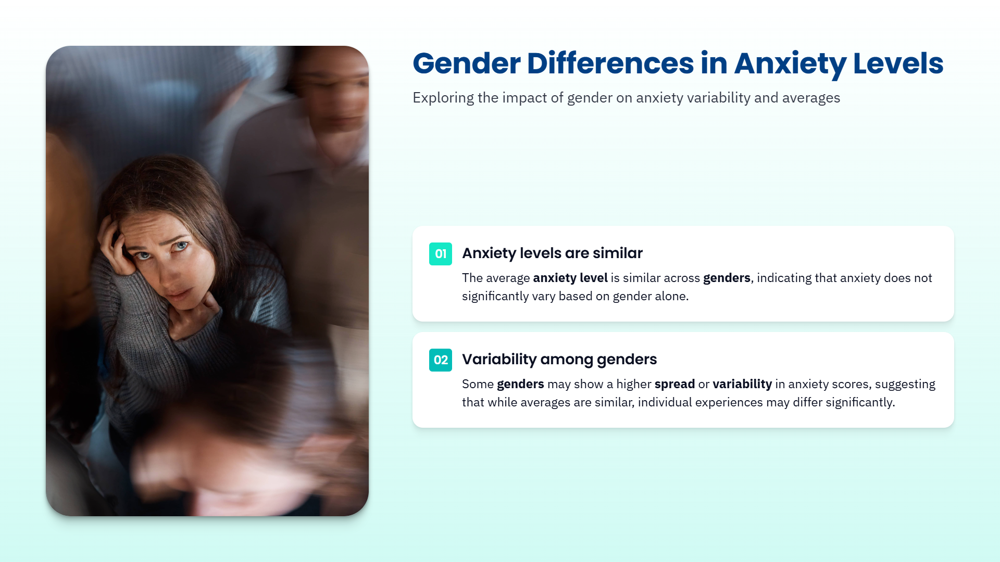 Gender Differences in Anxiety Levels
Exploring the impact of gender on anxiety variability and averages
01
Anxiety levels are similar
The average anxiety level is similar across genders, indicating that anxiety does not
significantly vary based on gender alone.
02
Variability among genders
Some genders may show a higher spread or variability in anxiety scores, suggesting
that while averages are similar, individual experiences may differ significantly.